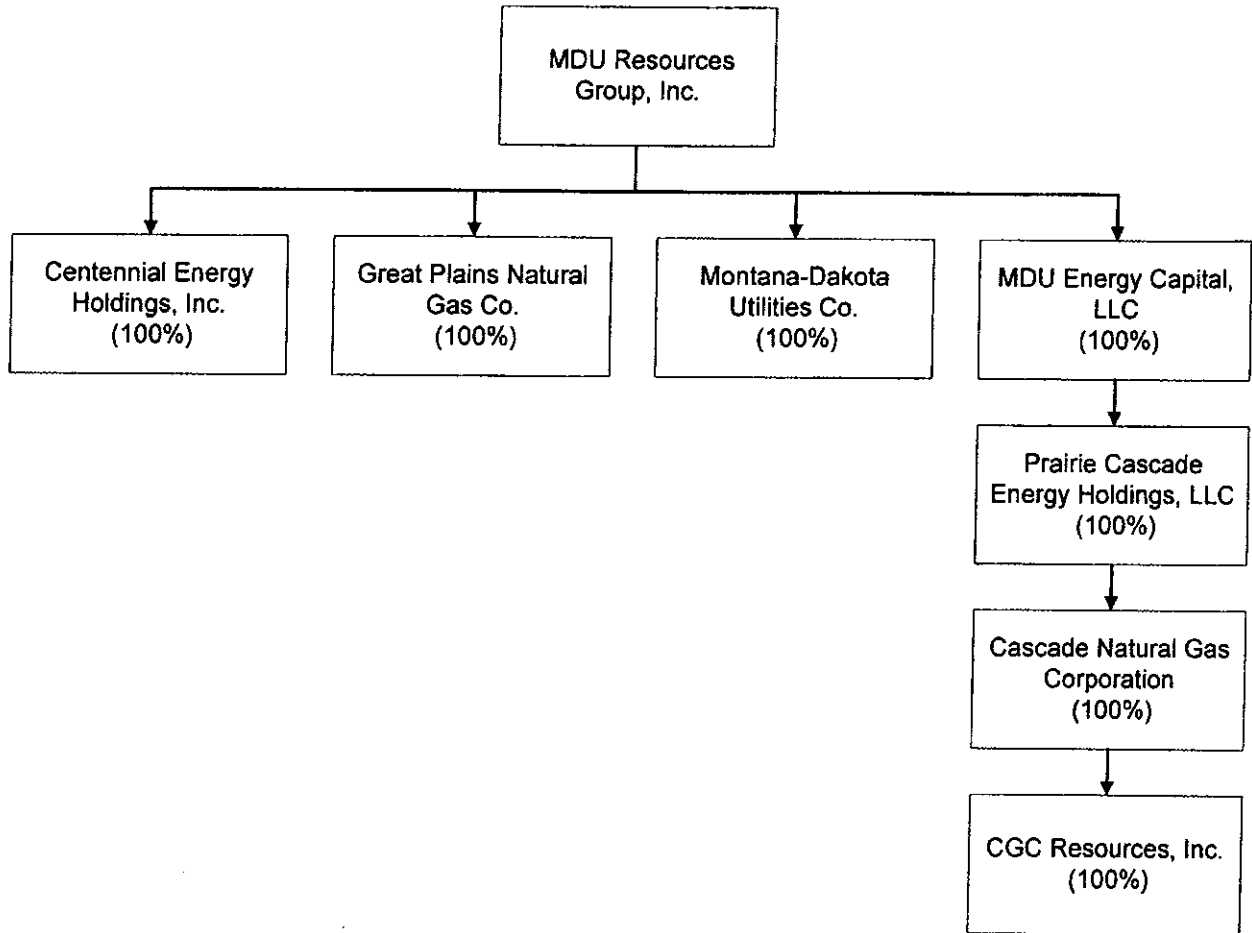 MDU Resources
Group, Inc.
Centennial Energy
Holdings, Inc.
(100%)
Great Plains Natural
Gas Co.
(100%)
Montana-Dakota
Utilities Co.
(100%)
MDU Energy Capital,
LLC
(100%)
Prairie Cascade
Energy Holdings, LLC
(100%)
Cascade Natural Gas
Corporation
(100%)
CGC Resources, Inc.
(100%)